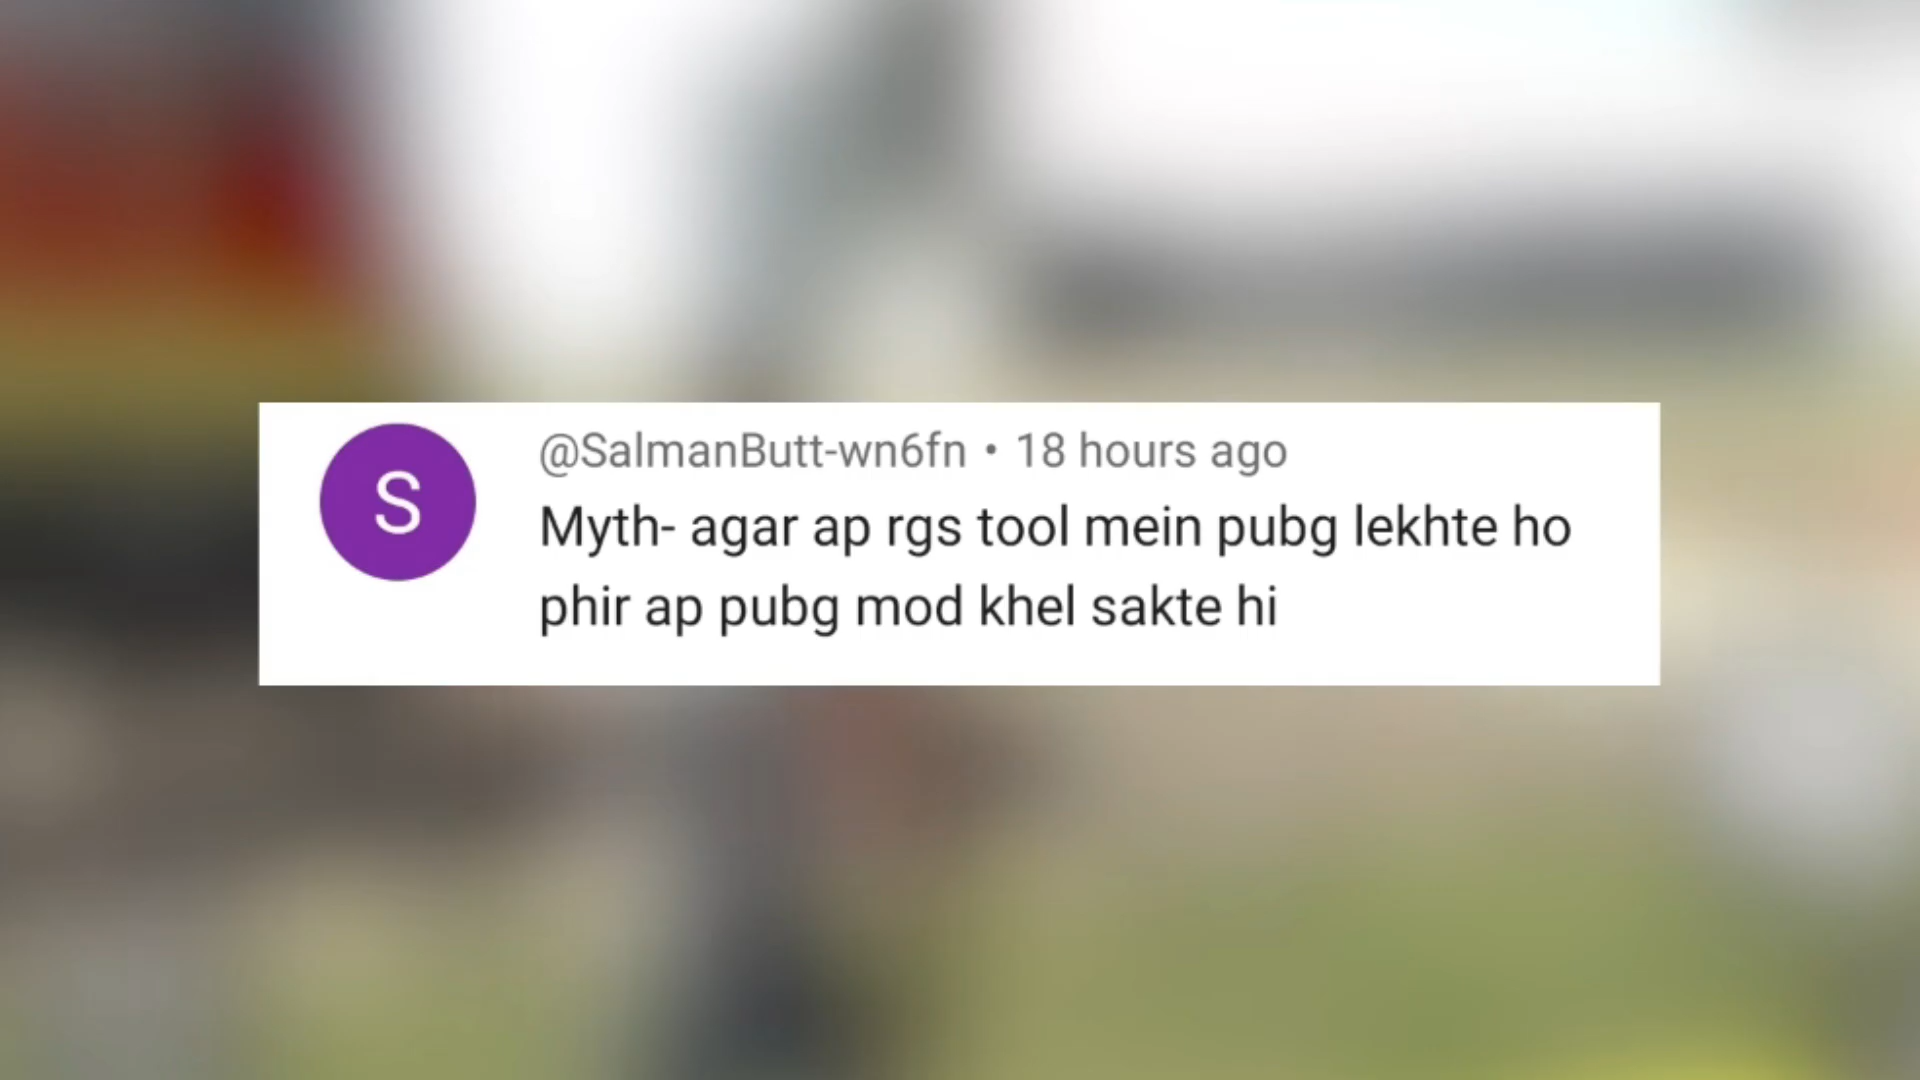 S
@SalmanButt-wn6fn • 18 hours ago
Myth- agar ap rgs tool mein pubg lekhte ho
phir ap pubg mod khel sakte hi